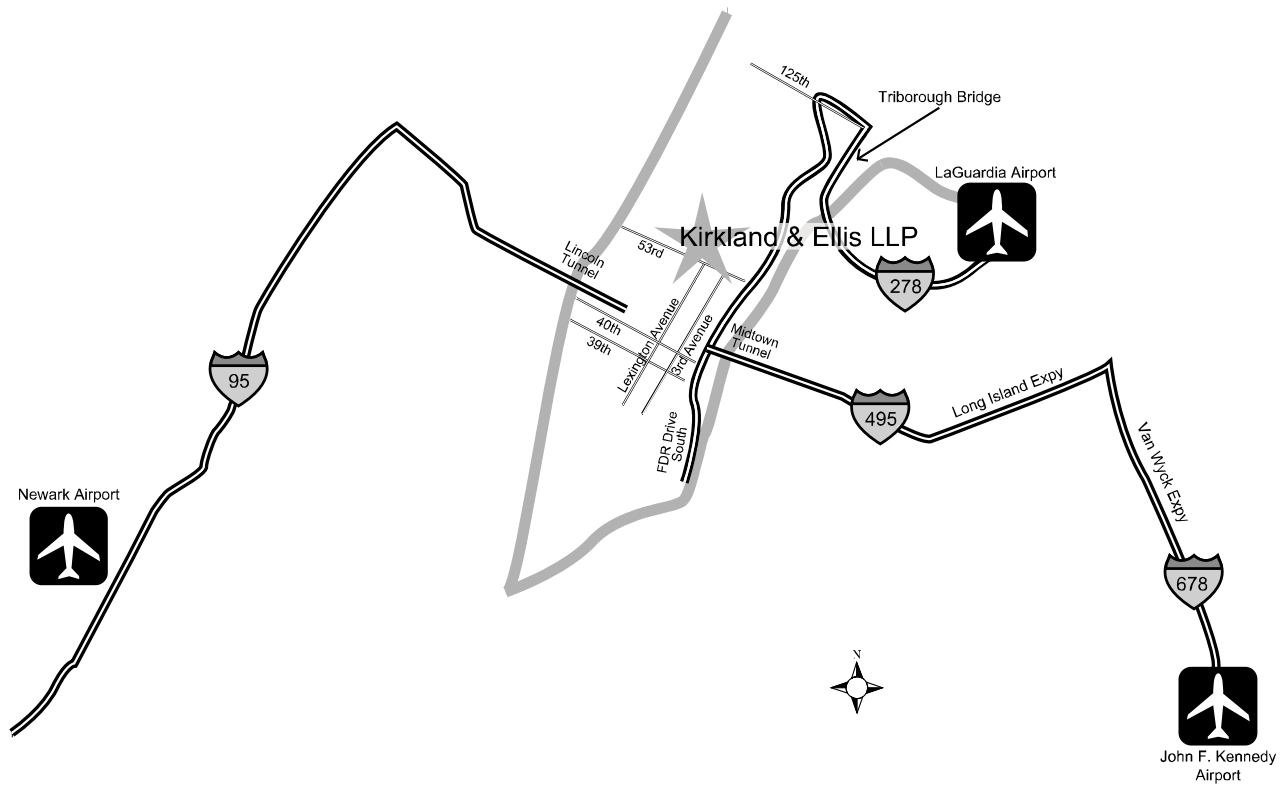 125th
Triborough Bridge
LaGuardia Airport
Kirkland & Ellis LLP
53rd
Lincoln
Tunnel
278
Lexington Avenue
3rd Avenue
40th
39th
Midtown
Tunnel
95
495
Long Island Expy
FDR Drive
South
Van Wyck Expy
Newark Airport
678
N
John F. Kennedy
Airport